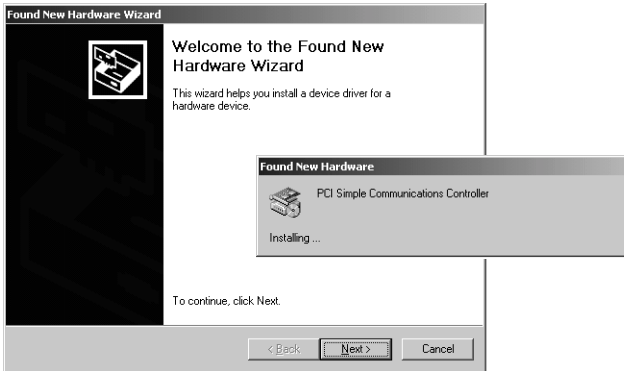 Found New Hardware Wizard
Welcome to the Found New
Hardware Wizard
This wizard helps you install a device driver for a
hardware device.
Found New Hardware
PCI Simple Communications Controller
Installing ...
To continue, click Next.
< Back
Next >
Cancel